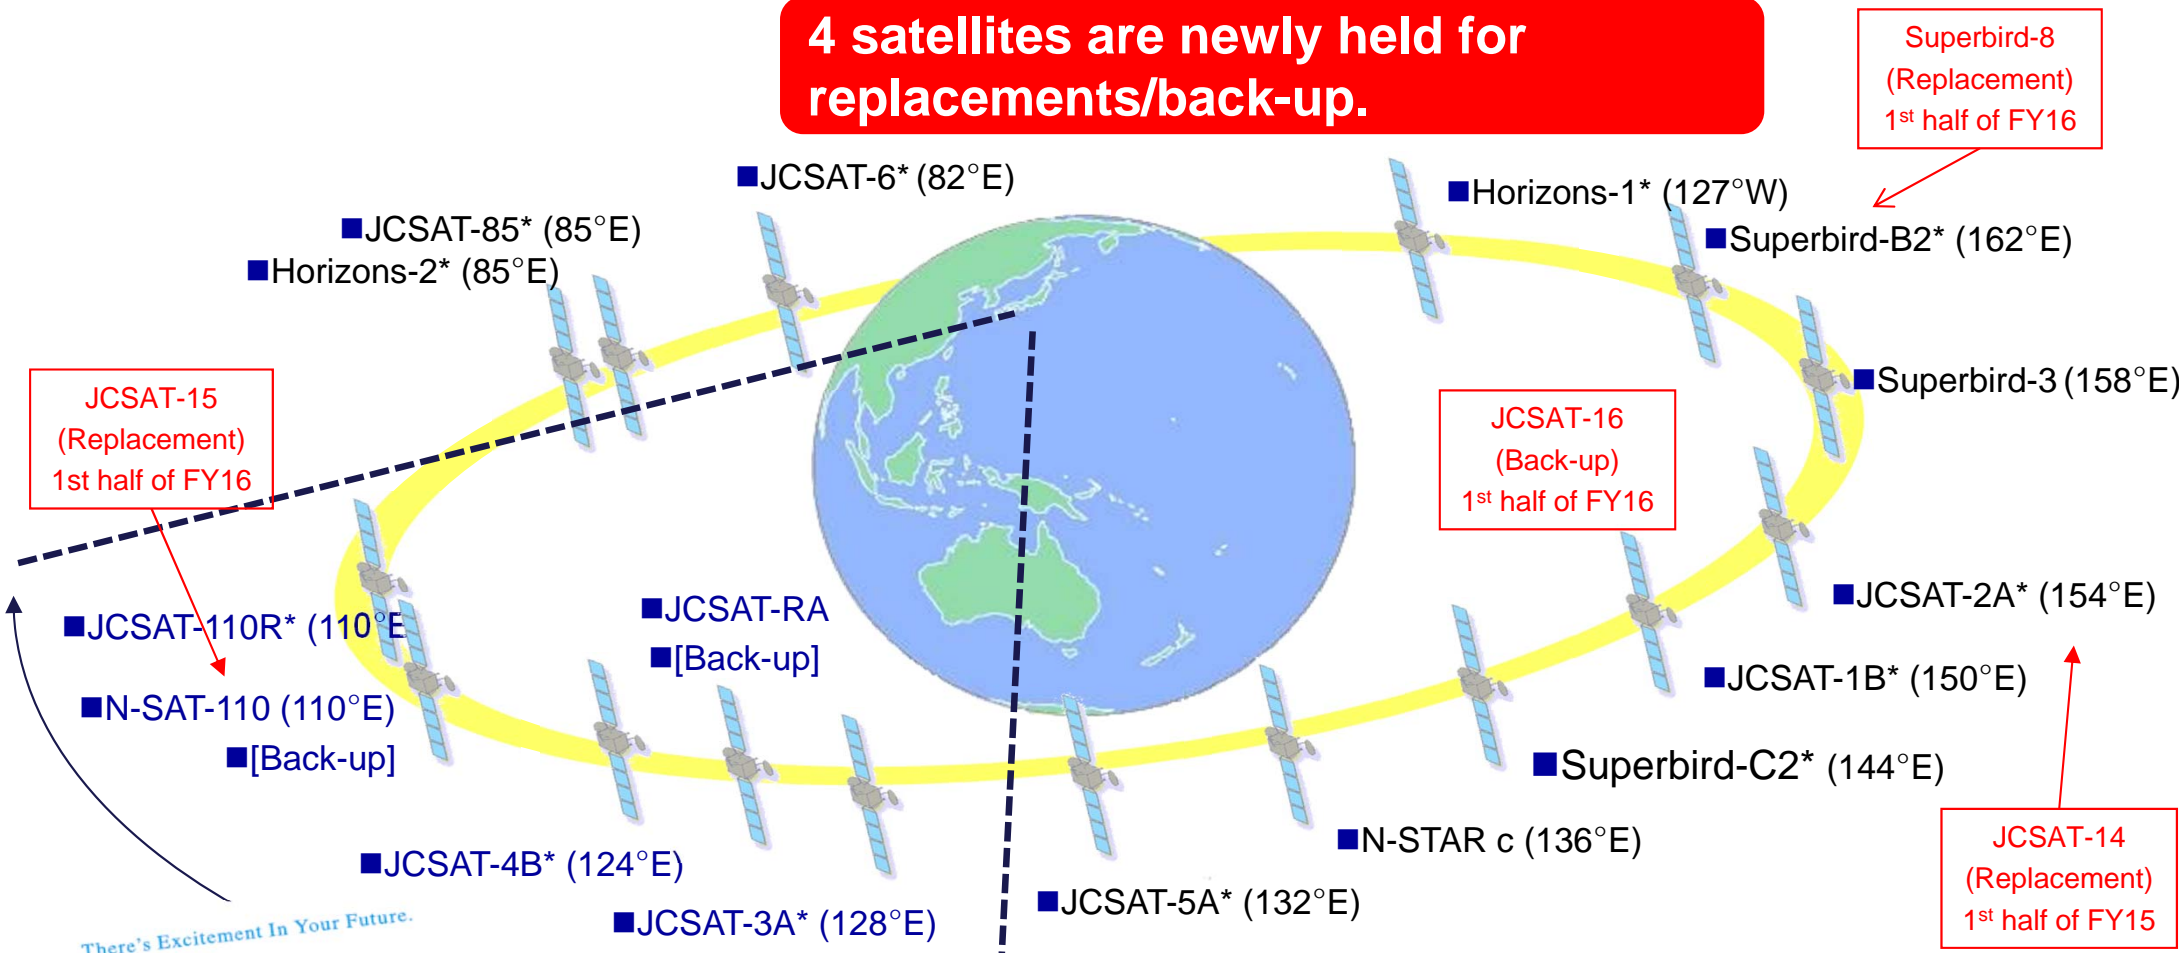 4 satellites are newly held for
replacements/back-up.
Superbird-8
(Replacement)
1st half of FY16
■JCSAT-6* (82°E)
■Horizons-1* (127°W)
■JCSAT-85* (85°E)
■Superbird-B2* (162°E)
■Horizons-2* (85°E)
JCSAT-15
(Replacement)
1st half of FY16
■Superbird-3 (158°E)
JCSAT-16
(Back-up)
1st half of FY16
■JCSAT-110R* (110°E
■JCSAT-RA
■[Back-up]
■JCSAT-2A* (154°E)
■N-SAT-110 (110°E)
■[Back-up]
■JCSAT-1B* (150°E)
■Superbird-C2* (144°E)
■N-STAR c (136°E)
JCSAT-14
(Replacement)
1st half of FY15
■JCSAT-4B* (124°E)
■JCSAT-5A* (132°E)
■JCSAT-3A* (128°E)
There's Excitement In Your Future.